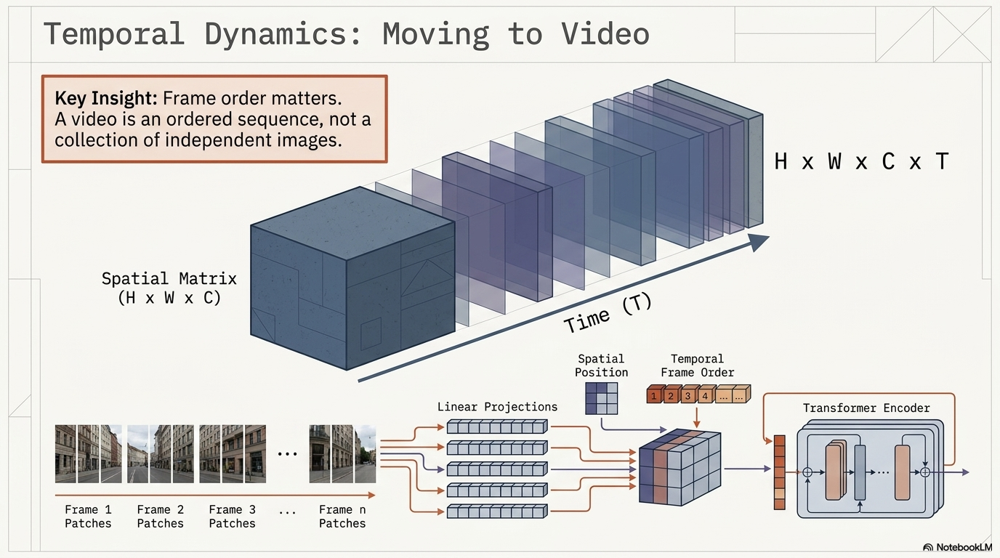 Temporal Dynamics: Moving to Video
Key Insight: Frame order matters.
A video is an ordered sequence, not a
collection of independent images.
H x W x C x T
Spatial Matrix
(H x W x C)
Time (T)
Spatial
Position
Temporal
Frame Order
1 2 3 4 ... ...
Linear Projections
Transformer Encoder
...
...
Frame 1
Patches
Frame 2
Patches
Frame 3
Patches
...
Frame n
Patches
NotebookLM